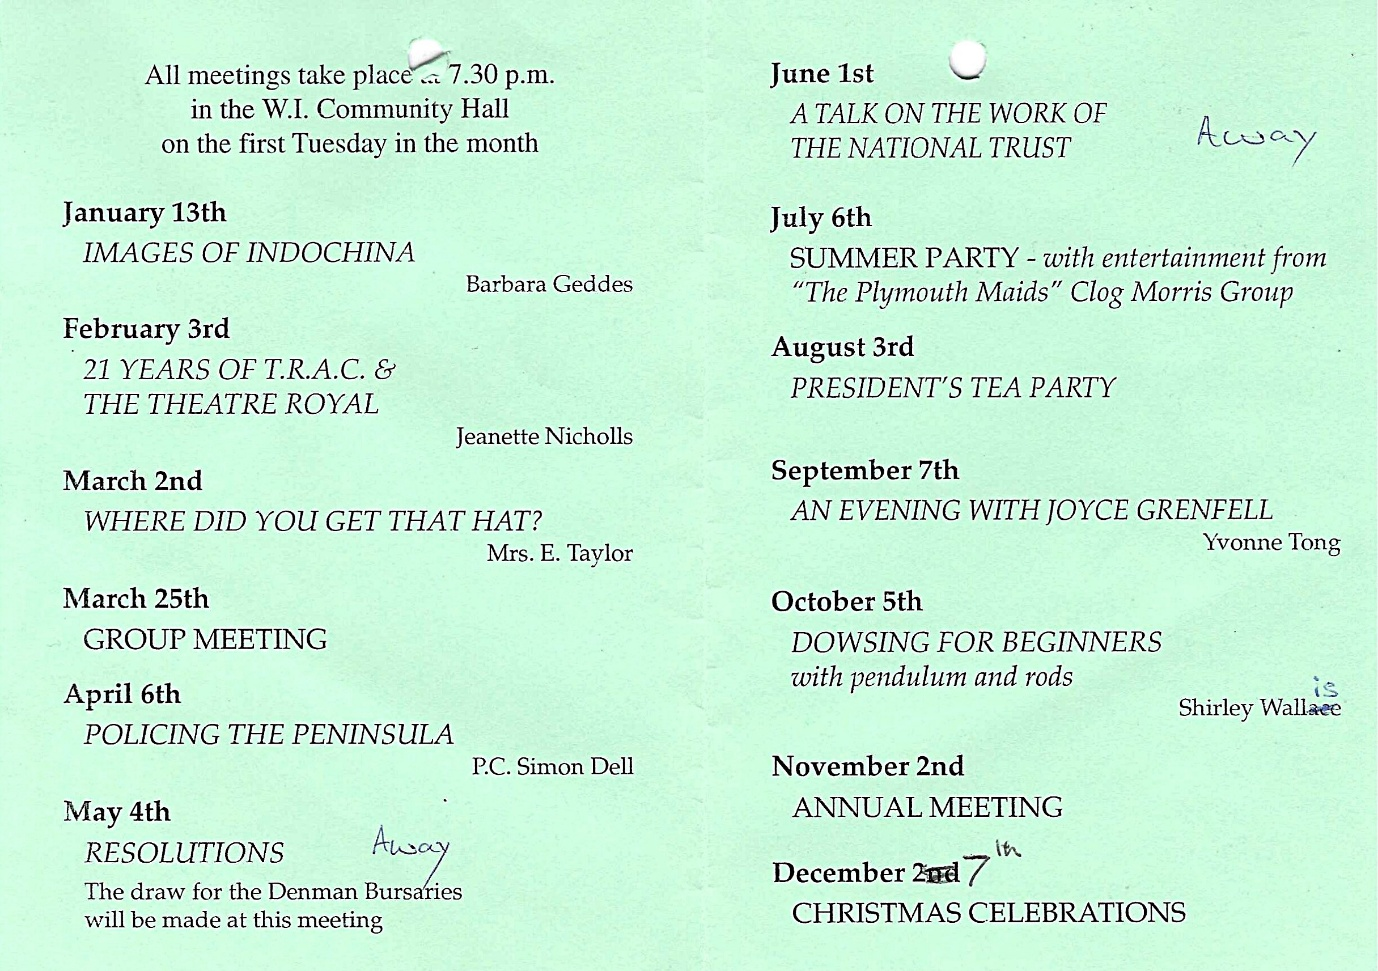 All meetings take place at 7.30 p.m.
in the W.I. Community Hall
on the first Tuesday in the month
January 13th
IMAGES OF INDOCHINA
Barbara Geddes
February 3rd
21 YEARS OF T.R.A.C. &
THE THEATRE ROYAL
Jeanette Nicholls
March 2nd
WHERE DID YOU GET THAT HAT?
Mrs. E. Taylor
March 25th
GROUP MEETING
April 6th
POLICING THE PENINSULA
P.C. Simon Dell
May 4th
RESOLUTIONS Away
The draw for the Denman Bursaries
will be made at this meeting
June 1st
A TALK ON THE WORK OF
THE NATIONAL TRUST Away
July 6th
SUMMER PARTY - with entertainment from
“The Plymouth Maids” Clog Morris Group
August 3rd
PRESIDENT'S TEA PARTY
September 7th
AN EVENING WITH JOYCE GRENFELL
Yvonne Tong
October 5th
DOWSING FOR BEGINNERS
with pendulum and rods
is
Shirley Wallace
November 2nd
ANNUAL MEETING
December 2nd 7th
CHRISTMAS CELEBRATIONS